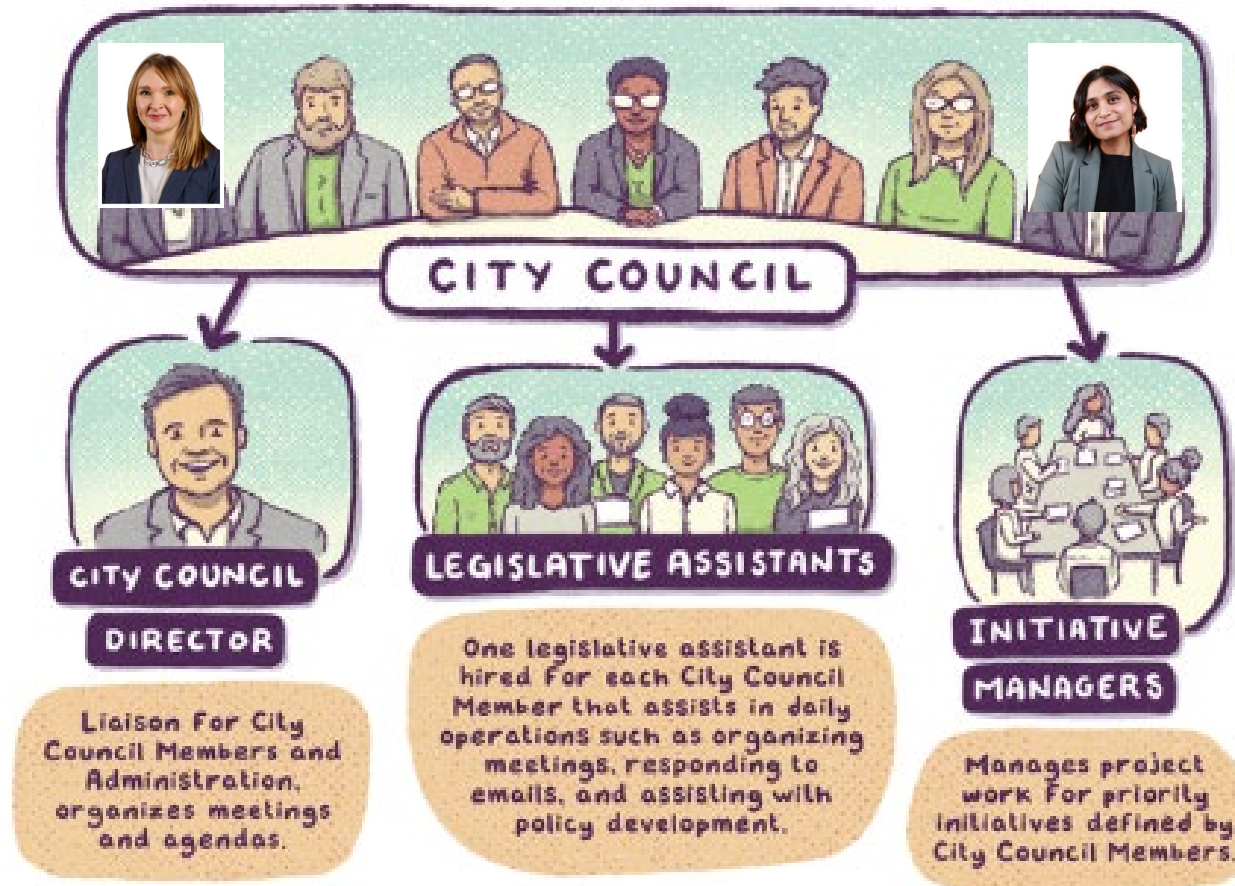 CITY COUNCIL
CITY COUNCIL
DIRECTOR
Liaison For City
Council Members and
Administration,
organizes meetings
and agendas.
LEGISLATIVE ASSISTANTS
One legislative assistant is
hired For each City Council
Member that assists in daily
operations such as organizing
meetings, responding to
emails, and assisting with
policy development.
INITIATIVE
MANAGERS
Manages project
work For priority
initiatives defined by
City Council Members.